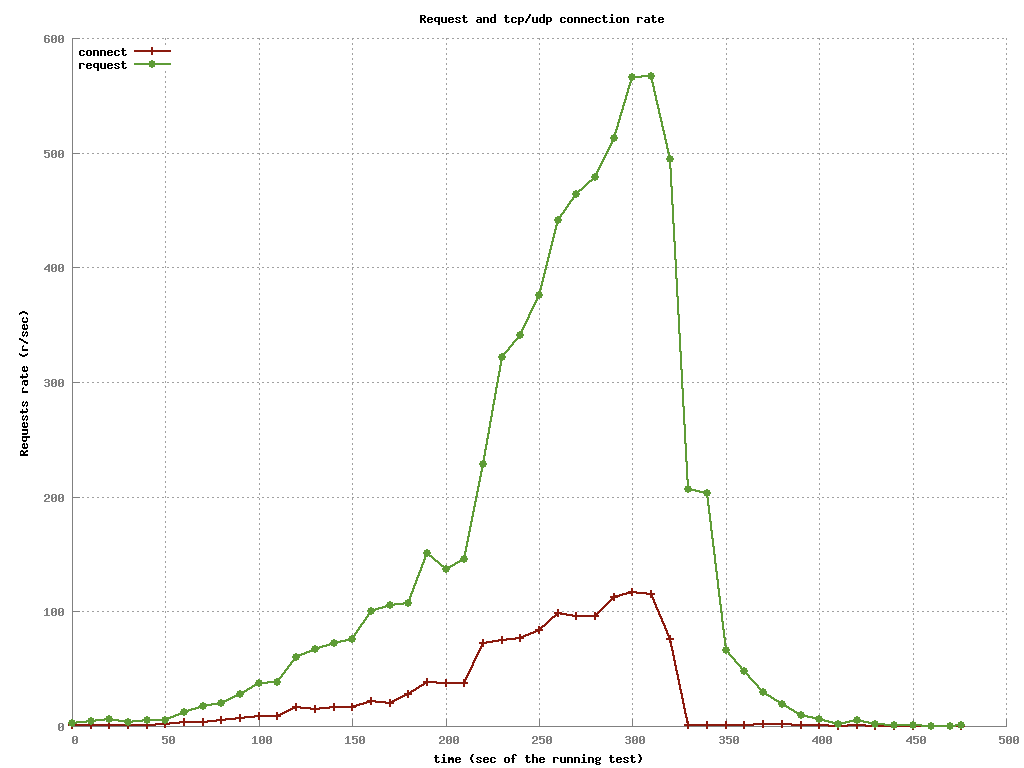 Request and tcp/udp connection rate
600
connect
request
500
400
Requests rate (r/sec)
300
200
100
0
0 50 100 150 200 250 300 350 400 450 500
time (sec of the running test)